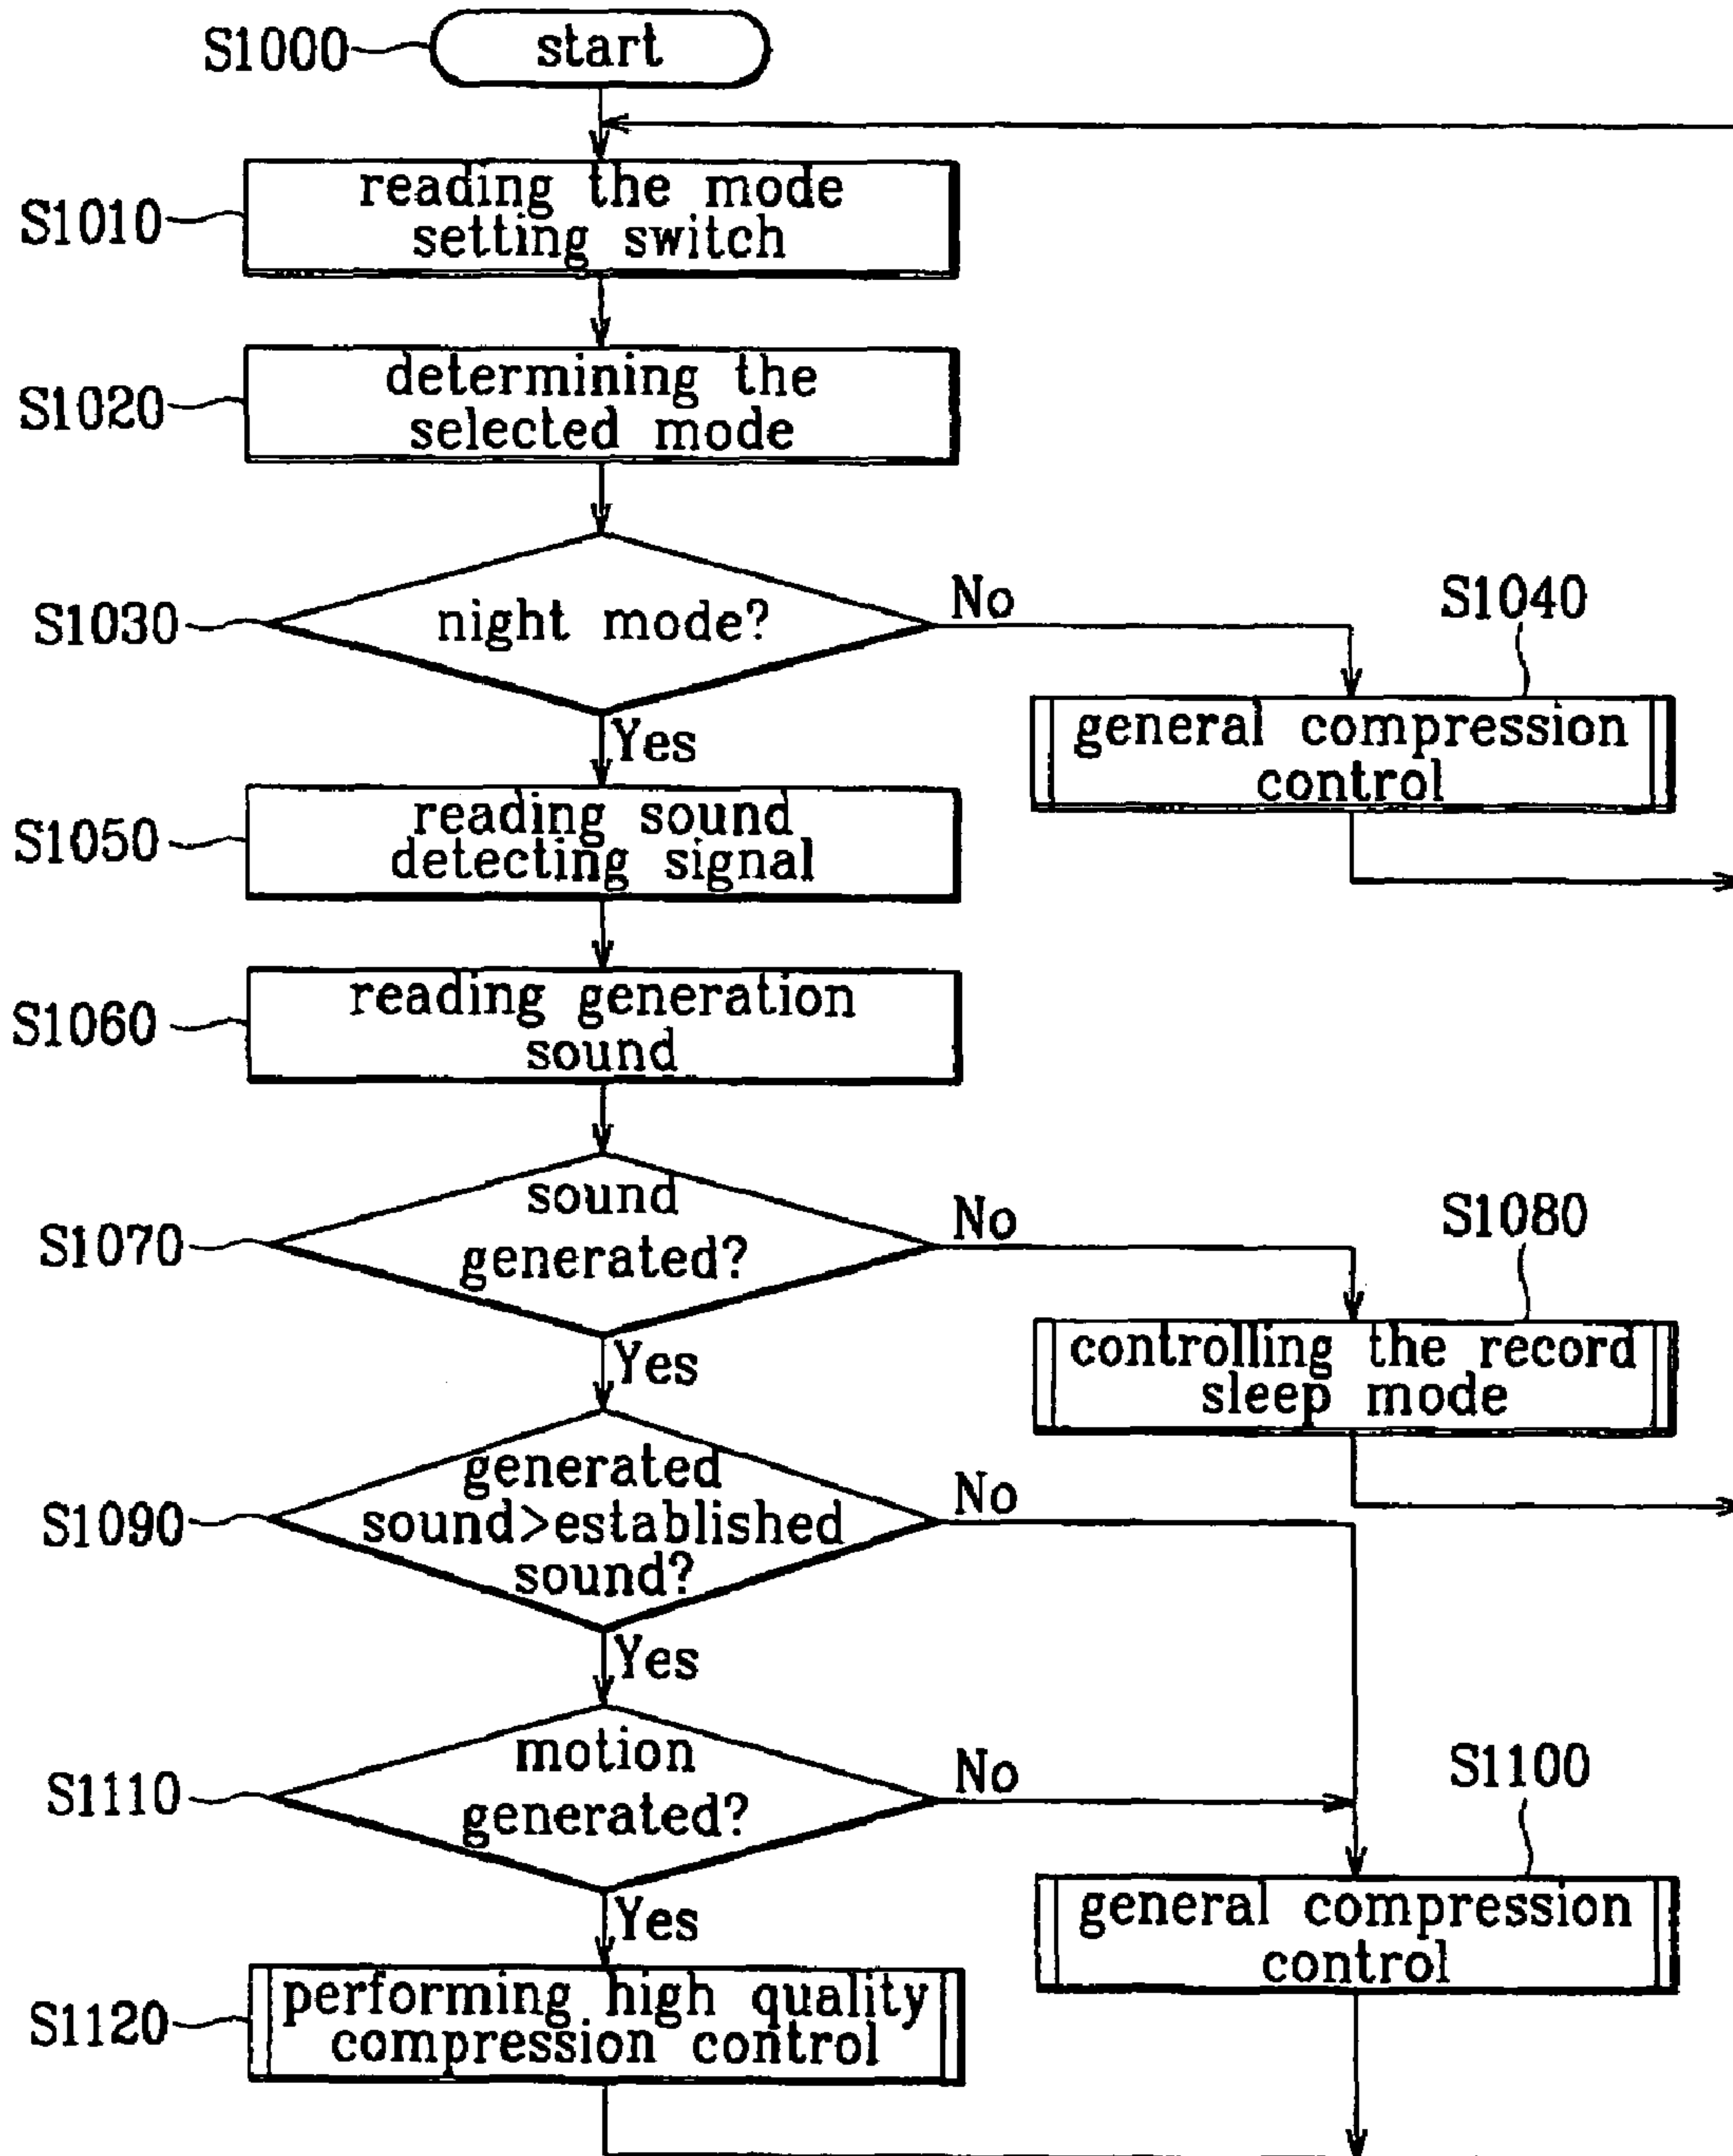 S1000
start
S1010
reading the mode
setting switch
S1020
determining the
selected mode
S1030
night mode?
No
S1040
general compression
control
Yes
S1050
reading sound
detecting signal
S1060
reading generation
sound
S1070
sound
generated?
No
S1080
controlling the record
sleep mode
Yes
S1090
generated
sound>established
sound?
No
Yes
S1110
motion
generated?
No
S1100
general compression
control
Yes
S1120
performing high quality
compression control